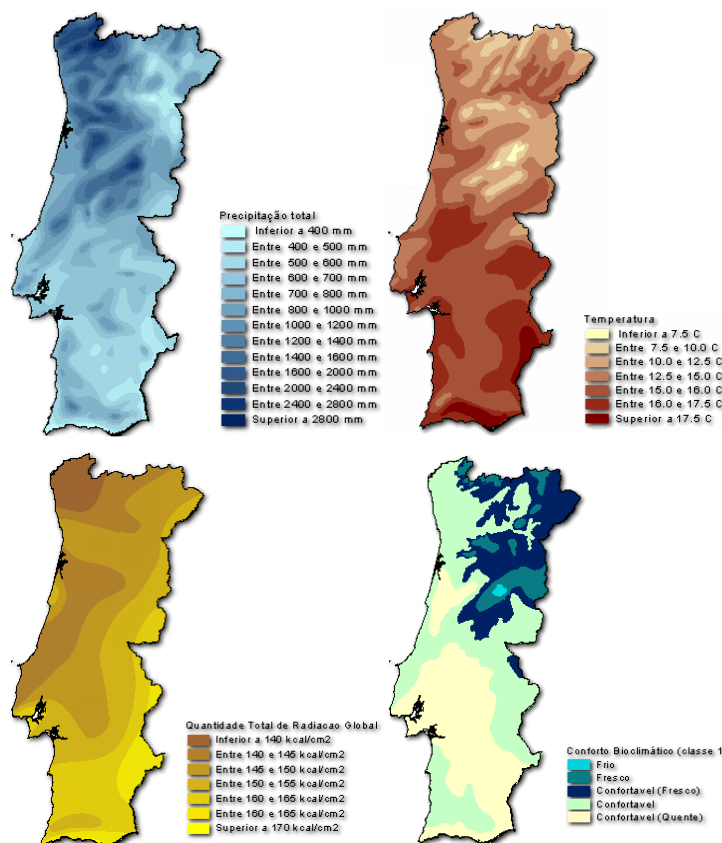 Precipitação total
Inferior a 400 mm
Entre 400 e 500 mm
Entre 500 e 600 mm
Entre 600 e 700 mm
Entre 700 e 800 mm
Entre 800 e 1000 mm
Entre 1000 e 1200 mm
Entre 1200 e 1400 mm
Entre 1400 e 1600 mm
Entre 1600 e 2000 mm
Entre 2000 e 2400 mm
Entre 2400 e 2800 mm
Superior a 2800 mm
Temperatura
Inferior a 7.5 C
Entre 7.5 e 10.0 C
Entre 10.0 e 12.5 C
Entre 12.5 e 15.0 C
Entre 15.0 e 16.0 C
Entre 16.0 e 17.5 C
Superior a 17.5 C
Quantidade Total de Radiacao Global
Inferior a 140 kcal/cm2
Entre 140 e 145 kcal/cm2
Entre 145 e 150 kcal/cm2
Entre 150 e 155 kcal/cm2
Entre 160 e 165 kcal/cm2
Entre 160 e 165 kcal/cm2
Superior a 170 kcal/cm2
Conforto Bioclimático (classe 1
Frio
Fresco
Confortavel (Fresco)
Confortavel
Confortavel (Quente)